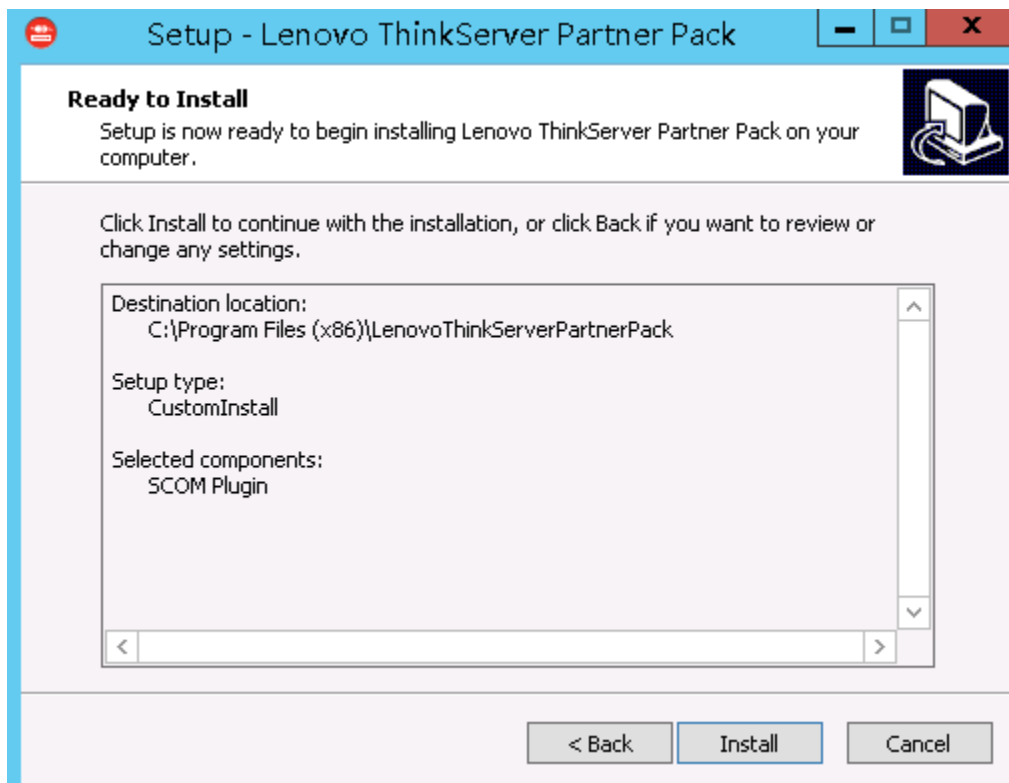 Setup - Lenovo ThinkServer Partner Pack
Ready to Install
Setup is now ready to begin installing Lenovo ThinkServer Partner Pack on your
computer.
Click Install to continue with the installation, or click Back if you want to review or
change any settings.
Destination location:
C:\Program Files (x86)\LenovoThinkServerPartnerPack
Setup type:
CustomInstall
Selected components:
SCOM Plugin
< Back
Install
Cancel